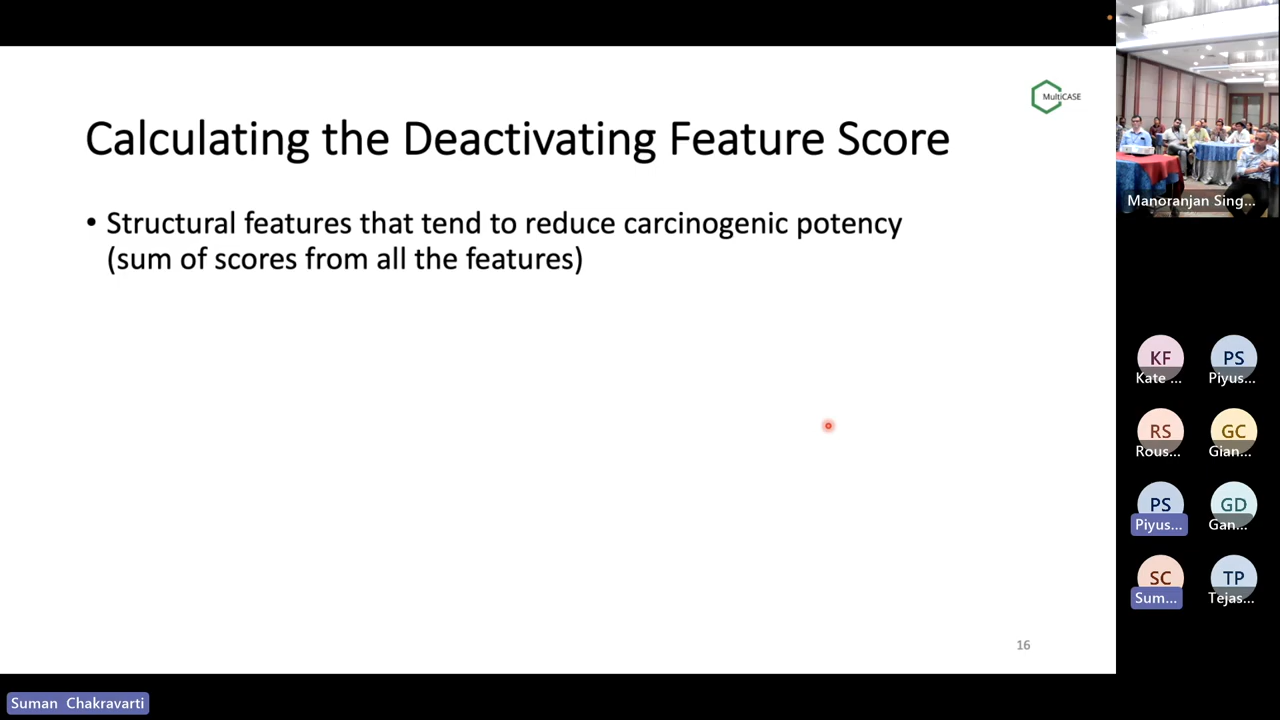 MultiCASE
Calculating the Deactivating Feature Score
• Structural features that tend to reduce carcinogenic potency
(sum of scores from all the features)
16
Suman Chakravarti
Manoranjan Sing...
KF
Kate ...
PS
Piyus...
RS
Rous...
GC
Gian...
PS
Piyus...
GD
Gan...
SC
Sum...
TP
Tejas...